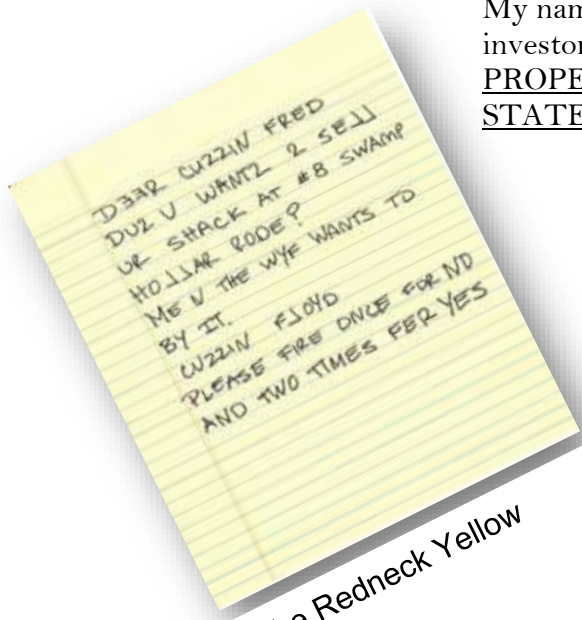 My nam
investor
PROPE
STATE
D33R CUZZIN FRED
DUZ U WANTZ 2 SELL
UR SHACK AT #8 SWAMP
HOLLAR RODE?
ME N THE WYF WANTS TO
BY IT.
CUZZIN FLOYD
PLEASE FIRE ONCE FOR NO
AND TWO TIMES FER YES
Redneck Yellow